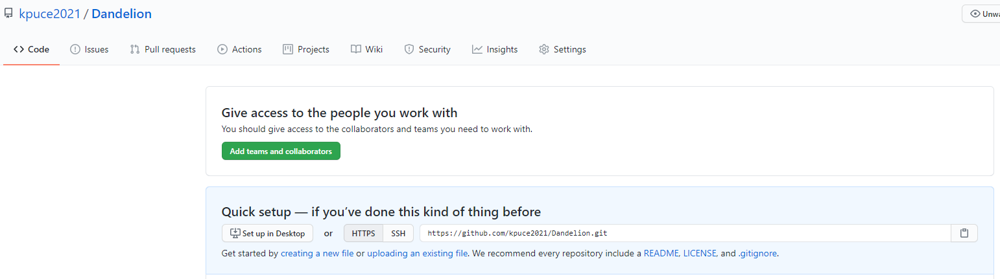 kpuce2021 / Dandelion
Unwa
Code Issues Pull requests Actions Projects Wiki Security Insights Settings
Give access to the people you work with
You should give access to the collaborators and teams you need to work with.
Add teams and collaborators
Quick setup — if you’ve done this kind of thing before
Set up in Desktop or HTTPS SSH https://github.com/kpuce2021/Dandelion.git
Get started by creating a new file or uploading an existing file. We recommend every repository include a README, LICENSE, and .gitignore.